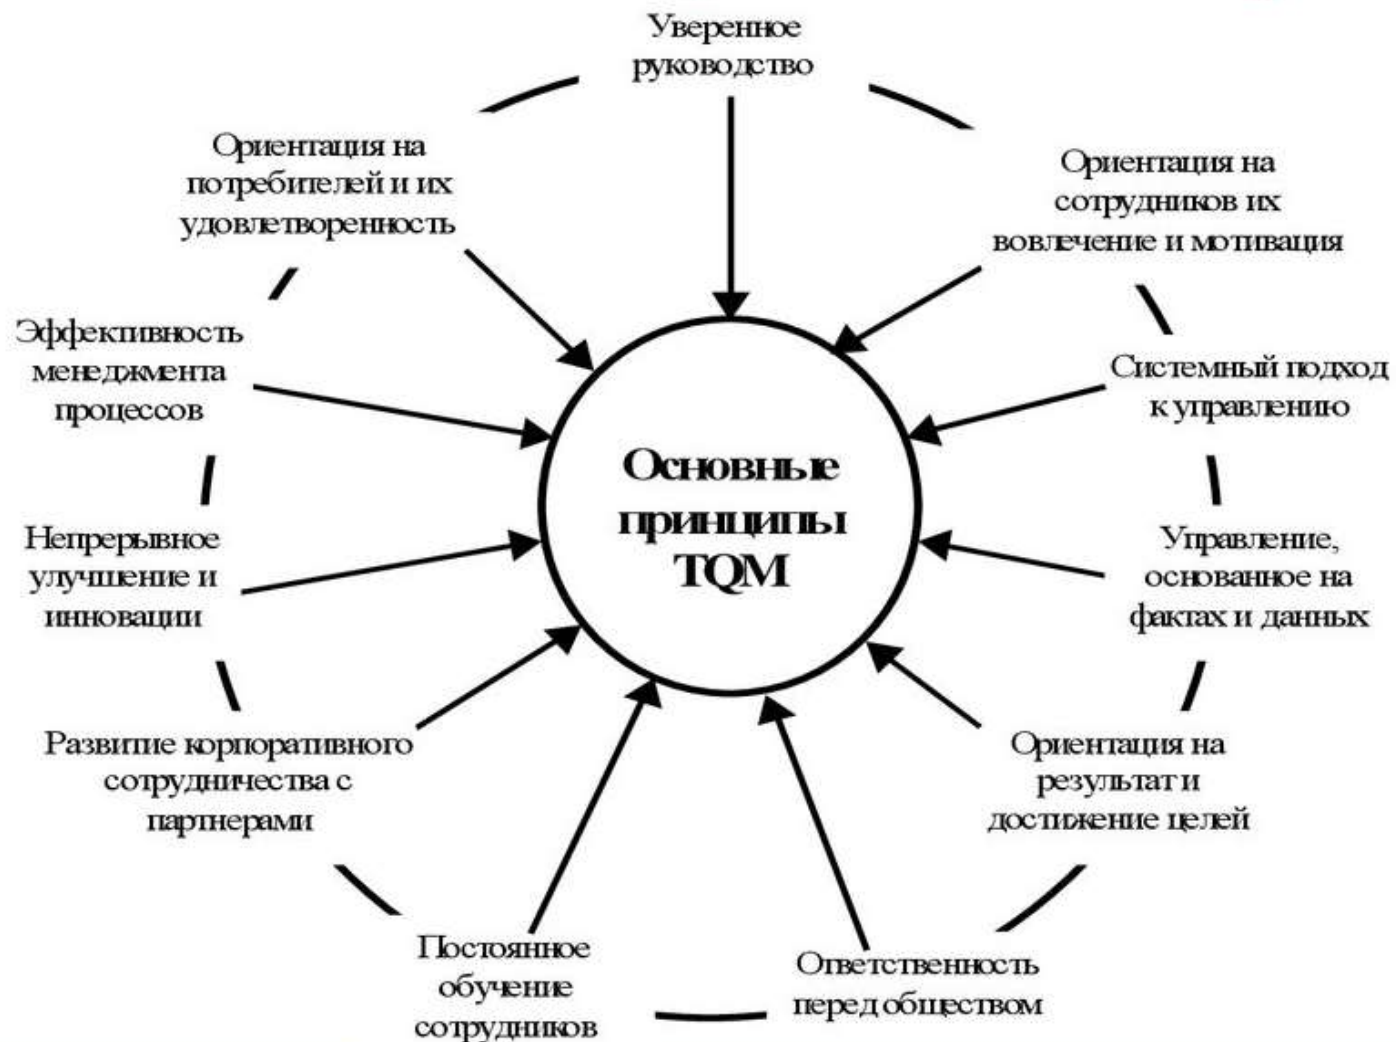 Уверенное
руководство
Ориентация на
сотрудников их
вовлечение и мотивация
Системный подход
к управлению
Управление,
основанное на
фактах и данных
Ориентация на
результат и
достижение целей
Ответственность
перед обществом
Постоянное
обучение
сотрудников
Развитие корпоративного
сотрудничества с
партнерами
Непрерывное
улучшение и
инновации
Эффективность
менеджмента
процессов
Ориентация на
потребителей и их
удовлетворенность
Основные
принципы
TQM